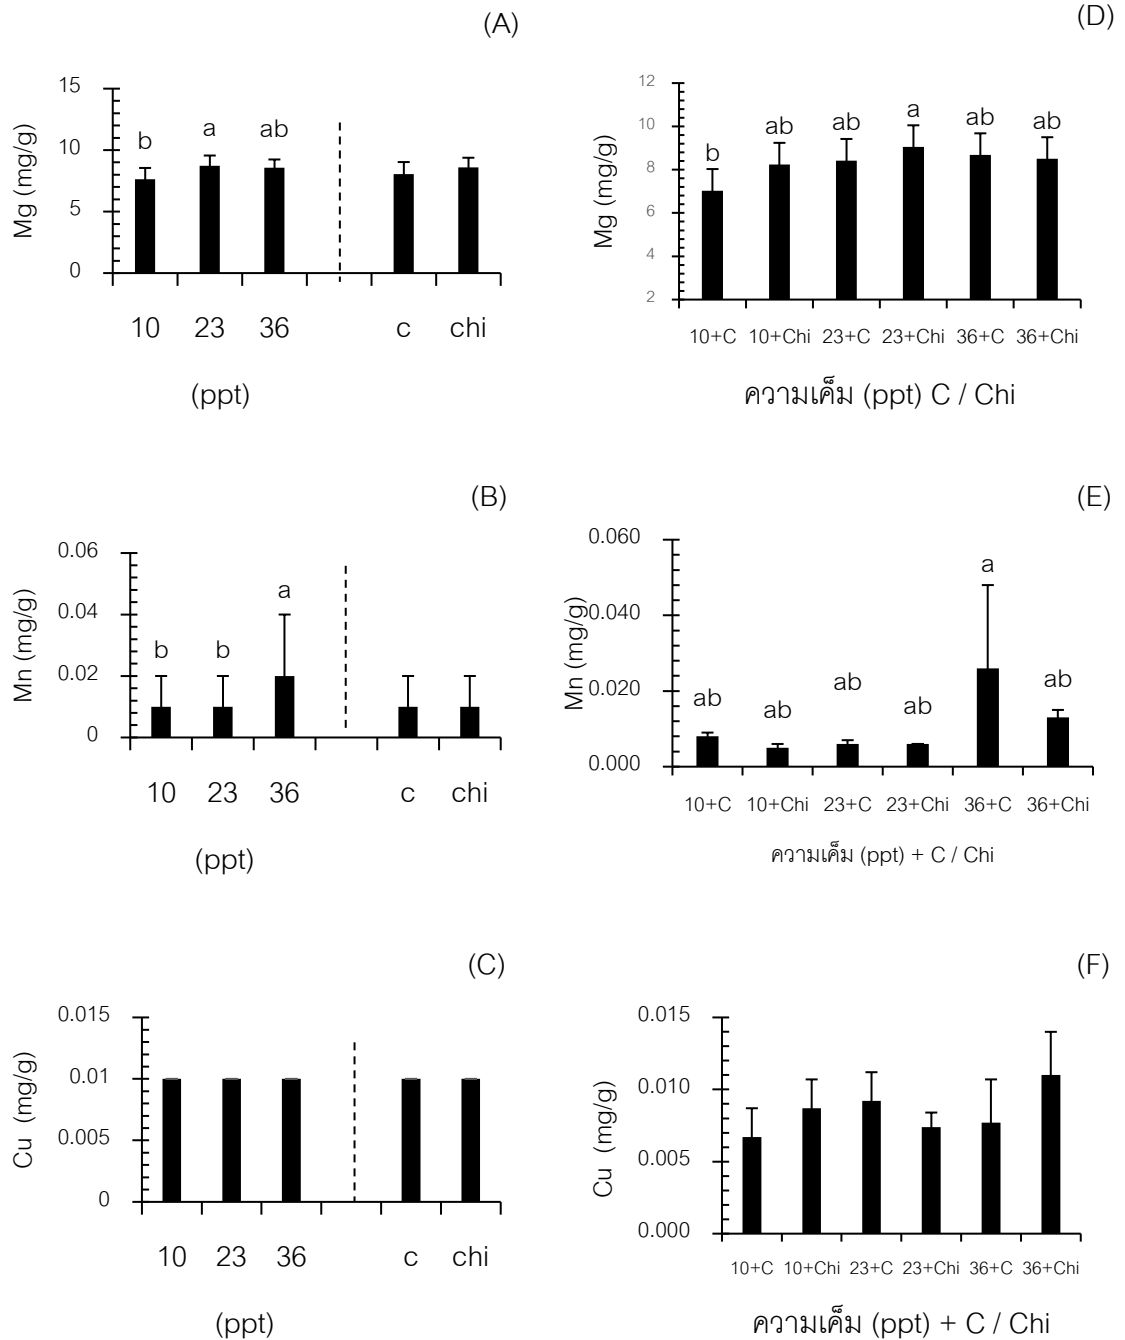 (A)
15
10
5
0
Mg (mg/g)
b a ab
10 23 36 c chi
(ppt)
(D)
12
10
8
6
4
2
Mg (mg/g)
b ab ab a ab ab
10+C 10+Chi 23+C 23+Chi 36+C 36+Chi
ความเค็ม (ppt) C / Chi
(B)
0.06
0.04
0.02
0
Mn (mg/g)
b b a
10 23 36 c chi
(ppt)
(E)
0.060
0.040
0.020
0.000
Mn (mg/g)
ab ab ab ab a ab
10+C 10+Chi 23+C 23+Chi 36+C 36+Chi
ความเค็ม (ppt) + C / Chi
(C)
0.015
0.01
0.005
0
Cu (mg/g)
10 23 36 c chi
(ppt)
(F)
0.015
0.010
0.005
0.000
Cu (mg/g)
10+C 10+Chi 23+C 23+Chi 36+C 36+Chi
ความเค็ม (ppt) + C / Chi